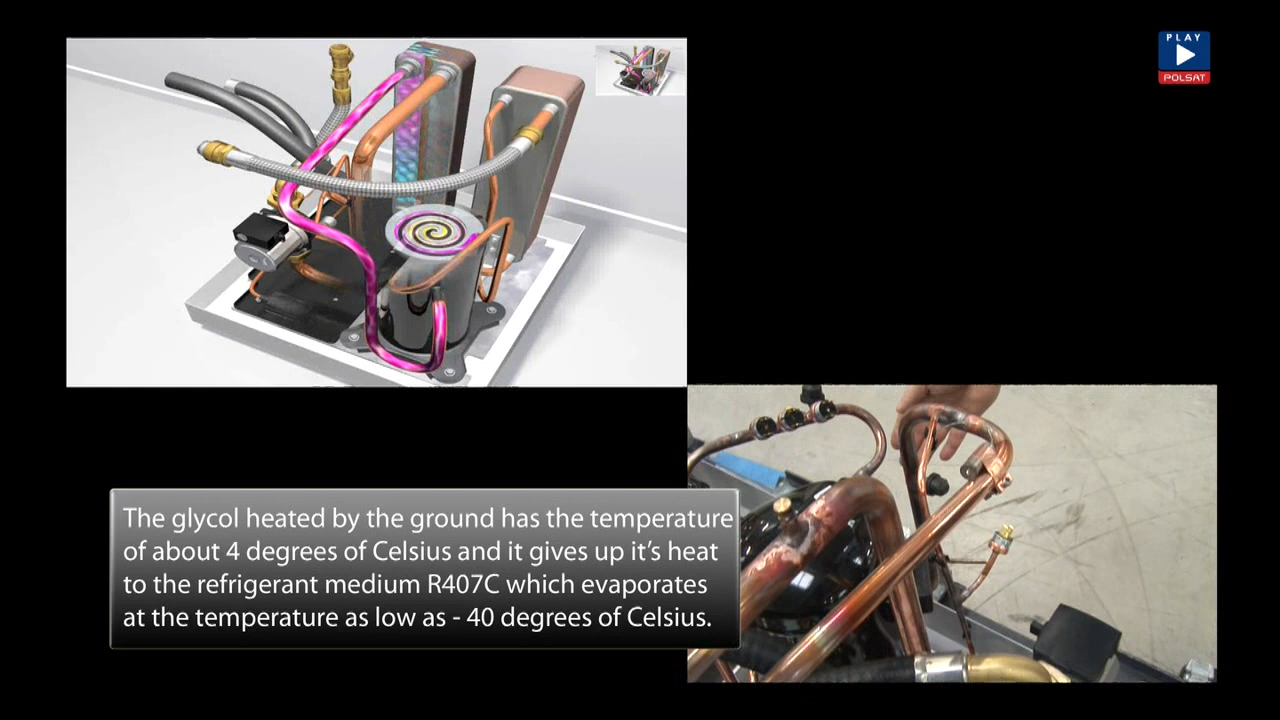 PLAY
POLSAT
The glycol heated by the ground has the temperature
of about 4 degrees of Celsius and it gives up it's heat
to the refrigerant medium R407C which evaporates
at the temperature as low as - 40 degrees of Celsius.